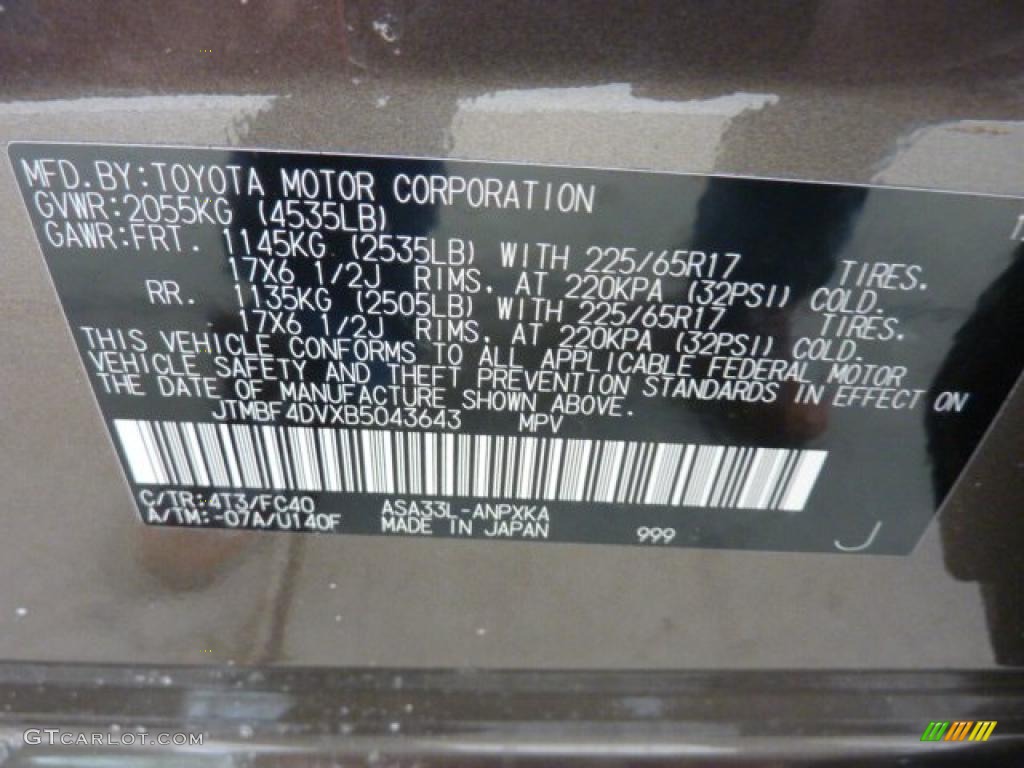 MFD.BY:TOYOTA MOTOR CORPORATION
GVWR:2055KG (4535LB)
GAWR:FRT. 1145KG (2535LB) WITH 225/65R17 TIRES.
17X6 1/2J RIMS, AT 220KPA (32PSI) COLD.
RR. 1135KG (2505LB) WITH 225/65R17 TIRES.
17X6 1/2J RIMS, AT 220KPA (32PSI) COLD.
THIS VEHICLE CONFORMS TO ALL APPLICABLE FEDERAL MOTOR
VEHICLE SAFETY AND THEFT PREVENTION STANDARDS IN EFFECT ON
THE DATE OF MANUFACTURE SHOWN ABOVE.
JTMBF4DVXB5043643 MPV
C/TR:4T3/FC40 ASA33L-ANPXKA
A/TM:-07A/U140F MADE IN JAPAN 999 J
GTCARLOT.COM